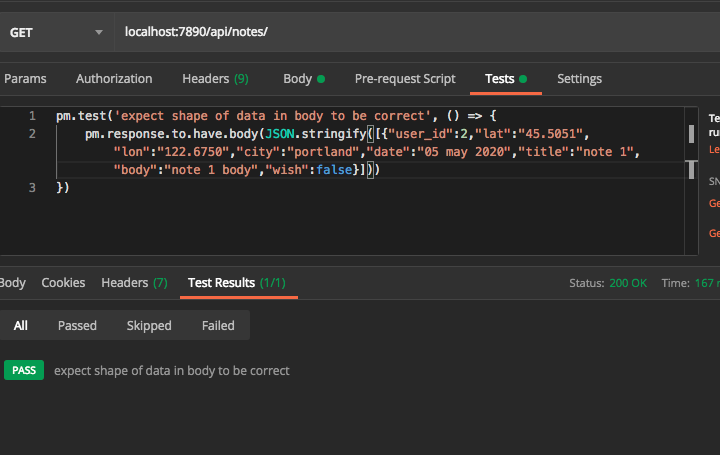 GET localhost:7890/api/notes/
Params Authorization Headers (9) Body Pre-request Script Tests Settings
1 pm.test('expect shape of data in body to be correct', () => {
2 pm.response.to.have.body(JSON.stringify([{"user_id":2,"lat":"45.5051",
"lon":"122.6750","city":"portland","date":"05 may 2020","title":"note 1",
"body":"note 1 body","wish":false}]))
3 })
Te
ru
Le
SN
Ge
Ge
Body Cookies Headers (7) Test Results (1/1) Status: 200 OK Time: 167 m
All Passed Skipped Failed
PASS expect shape of data in body to be correct